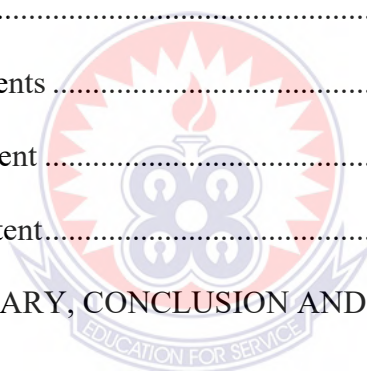 ....................................................
ents ..................................................
ent ...................................................
tent...................................................
ARY, CONCLUSION AND
EDUCATION FOR SERVICE